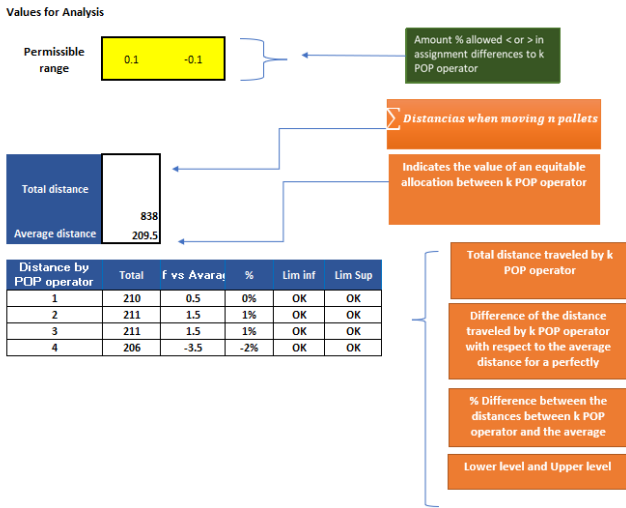 Values for Analysis
Permissible
range
0.1 -0.1
Amount % allowed < or > in
assignment differences to k
POP operator
∑ Distancias when moving n pallets
Indicates the value of an equitable
allocation between k POP operator
Total distance
838
Average distance 209.5
Distance by
POP operator Total f vs Avarag % Lim inf Lim Sup
1 210 0.5 0% OK OK
2 211 1.5 1% OK OK
3 211 1.5 1% OK OK
4 206 -3.5 -2% OK OK
Total distance traveled by k
POP operator
Difference of the distance
traveled by k POP operator
with respect to the average
distance for a perfectly
% Difference between the
distances between k POP
operator and the average
Lower level and Upper level